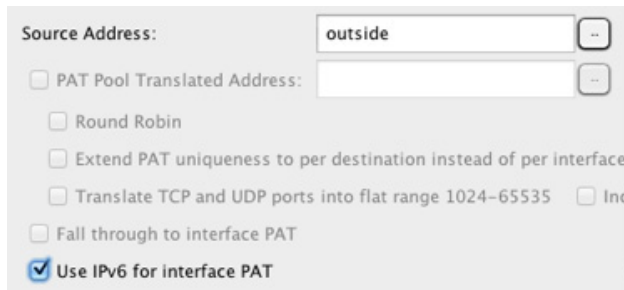 Source Address: outside
PAT Pool Translated Address:
Round Robin
Extend PAT uniqueness to per destination instead of per interface
Translate TCP and UDP ports into flat range 1024-65535
Fall through to interface PAT
Use IPv6 for interface PAT